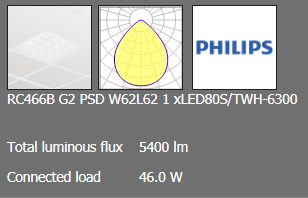 PHILIPS
RC466B G2 PSD W62L62 1 xLED80S/TWH-6300
Total luminous flux 5400 lm
Connected load 46.0 W